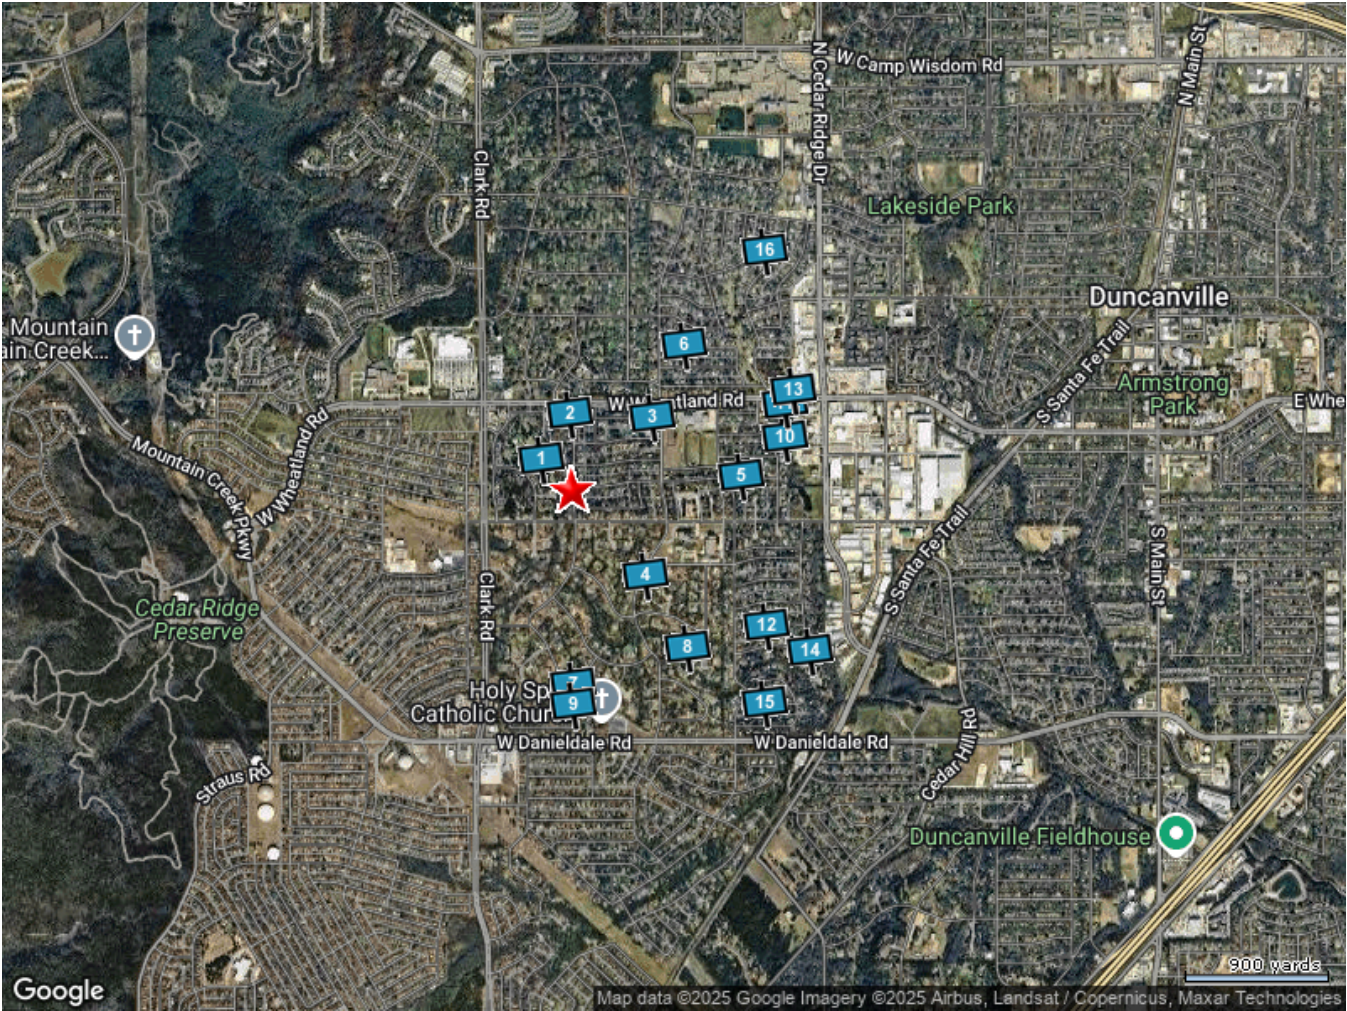 W Camp Wisdom Rd
N Main St
N Cedar Ridge Dr
Clark Rd
Lakeside Park
16
Duncanville
Mountain
ain Creek...
6
S Santa Fe Trail
13
Armstrong
Park
W W
tland Rd
E Whe
2
3
10
W Wheatland Rd
Mountain Creek Pkwy
1
5
S Santa Fe Trail
S Main St
4
Clark Rd
Cedar Ridge
Preserve
12
8
14
7
Holy Sp
9
Catholic Chur
15
W Danieldale Rd
W Danieldale Rd
Cedar Hill Rd
Straus Rd
Duncanville Fieldhouse
900 yards
Google
Map data ©2025 Google Imagery ©2025 Airbus, Landsat / Copernicus, Maxar Technologies